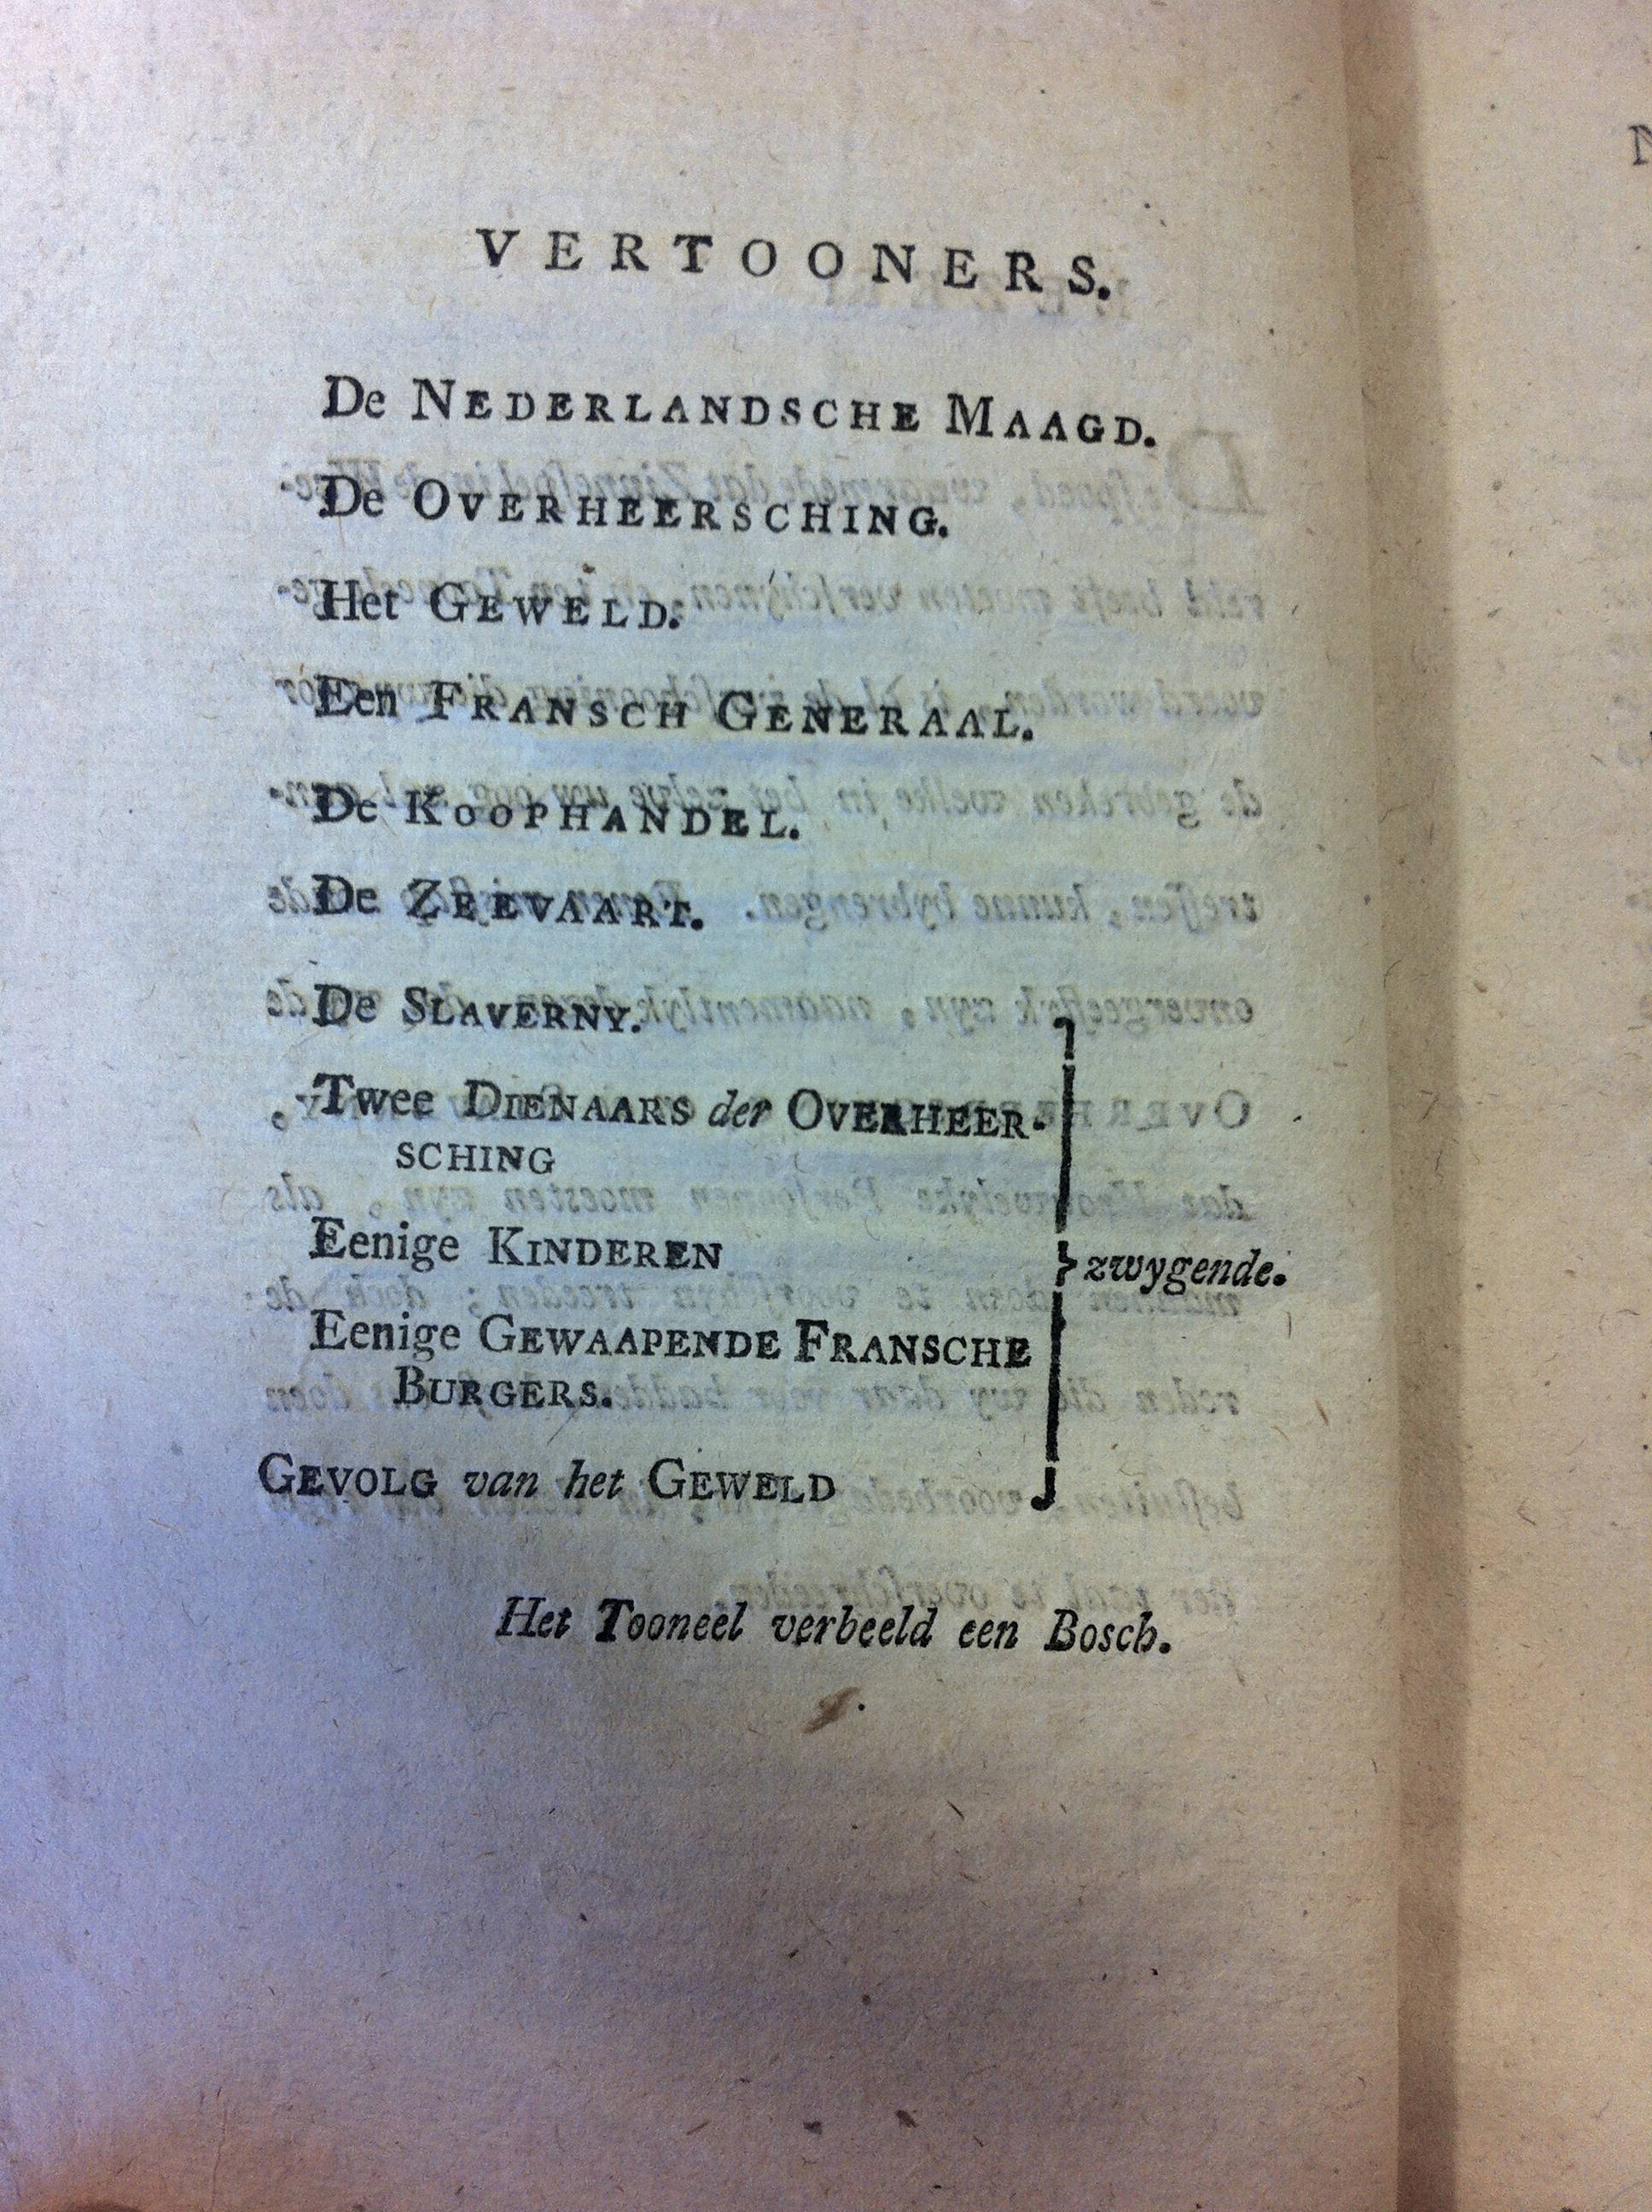 VERTOONERS.
De NEDERLANDSCHE MAAGD.
De OVERHEERSCHING.
Het GEWELD.
Een FRANSCH GENERAAL.
De KOOPHANDEL.
De ZEEVAART.
De SLAVERNY.
Twee DIENAARS der OVERHEER-
SCHING
Eenige KINDEREN
zwygende.
Eenige GEWAAPENDE FRANSCHE
BURGERS.
GEVOLG van het GEWELD
Het Tooneel verbeeld een Bosch.